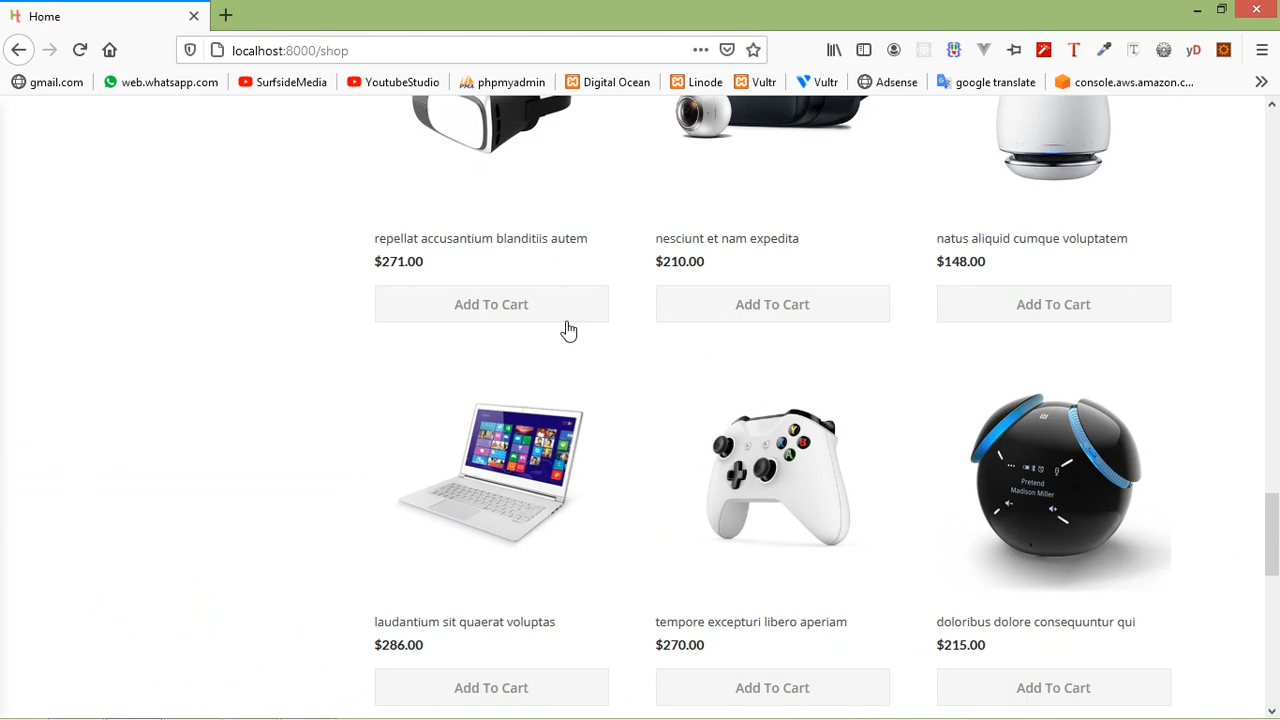 Home
localhost:8000/shop
gmail.com
web.whatsapp.com
SurfsideMedia
YoutubeStudio
phpmyadmin
Digital Ocean
Linode
Vultr
Vultr
Adsense
google translate
console.aws.amazon.c...
repellat accusantium blanditiis autem
$271.00
Add To Cart
nesciunt et nam expedita
$210.00
Add To Cart
natus aliquid cumque voluptatem
$148.00
Add To Cart
laudantium sit quaerat voluptas
$286.00
Add To Cart
Y
X
B
A
tempore excepturi libero aperiam
$270.00
Add To Cart
Pretend
Madison Miller
doloribus dolore consequuntur qui
$215.00
Add To Cart